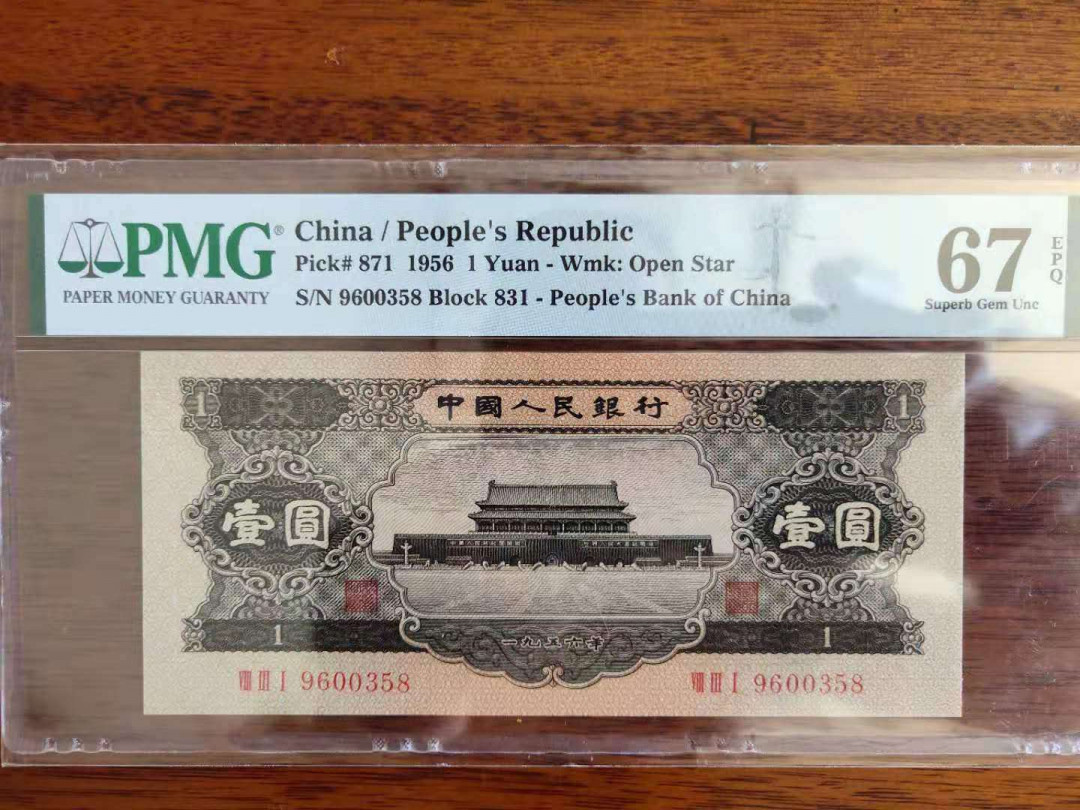 PMG®
PAPER MONEY GUARANTY
China / People's Republic
Pick# 871 1956 1 Yuan - Wmk: Open Star
S/N 9600358 Block 831 - People's Bank of China
67
EPQ
Superb Gem Unc
1
中國人民銀行
1
壹圓
壹圓
1
一九五六年
1
VIII III I 9600358
VIII III I 9600358